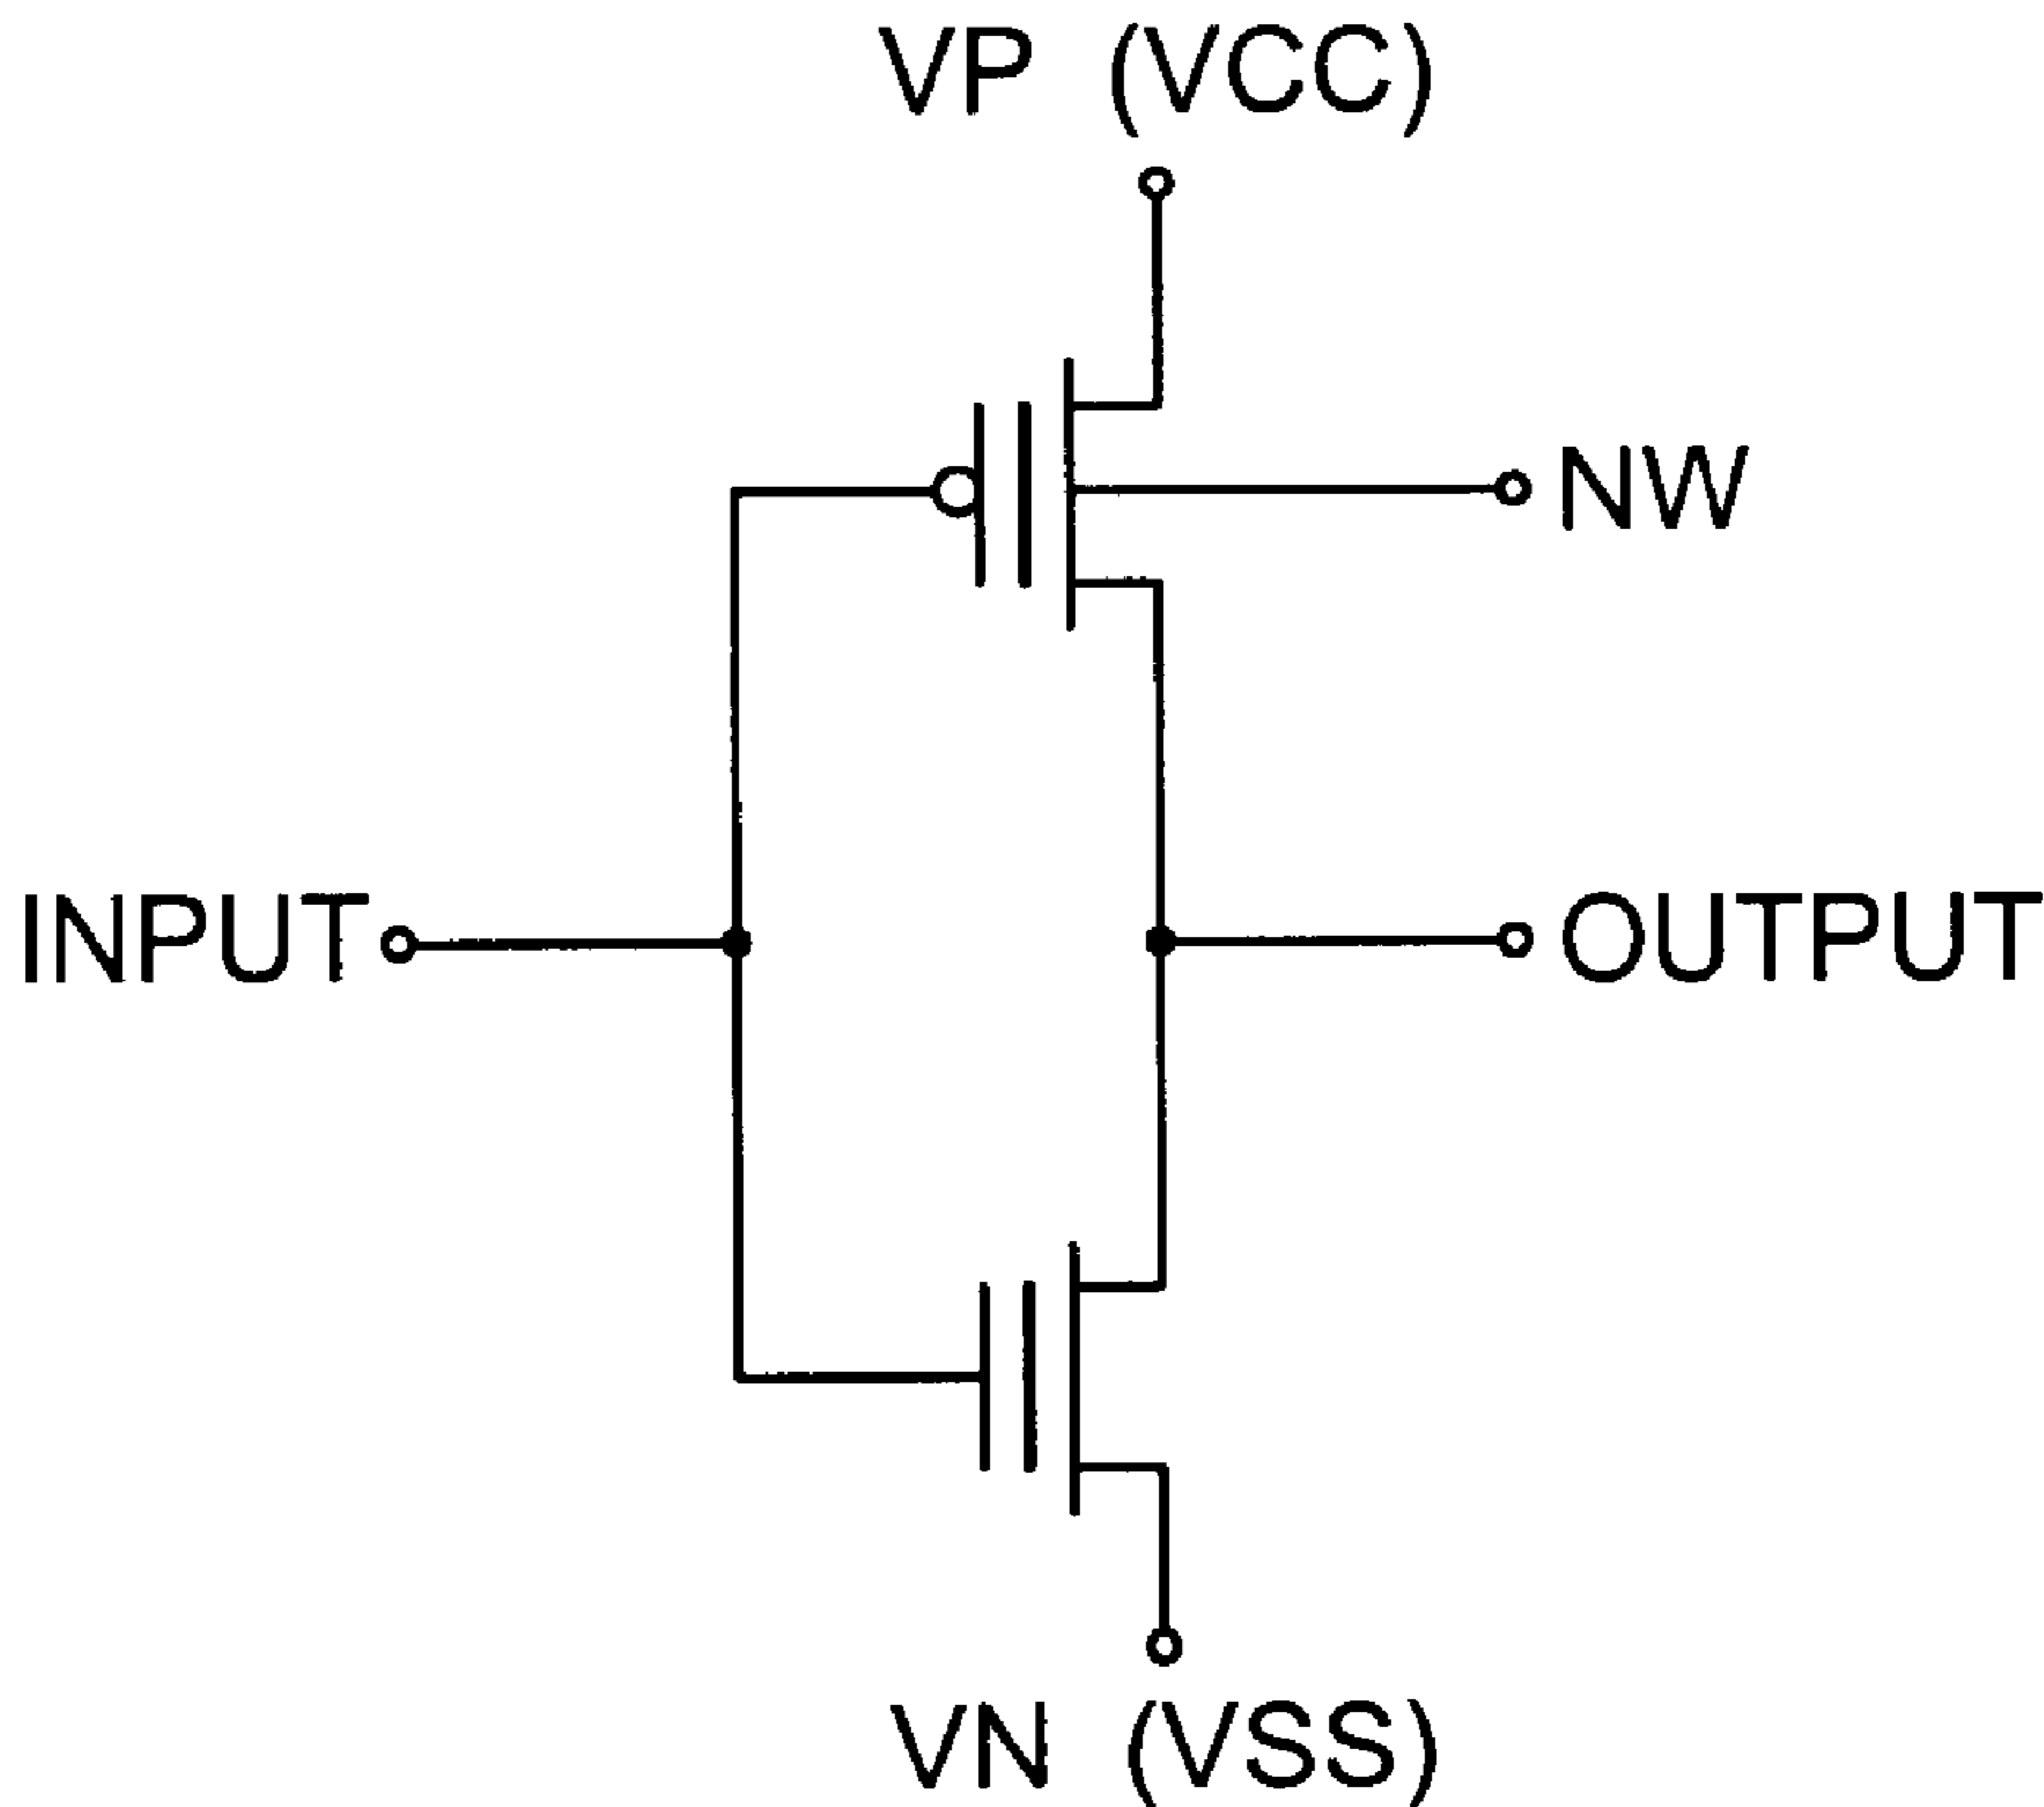 VP (VCC)
NW
INPUT
OUTPUT
VN (VSS)